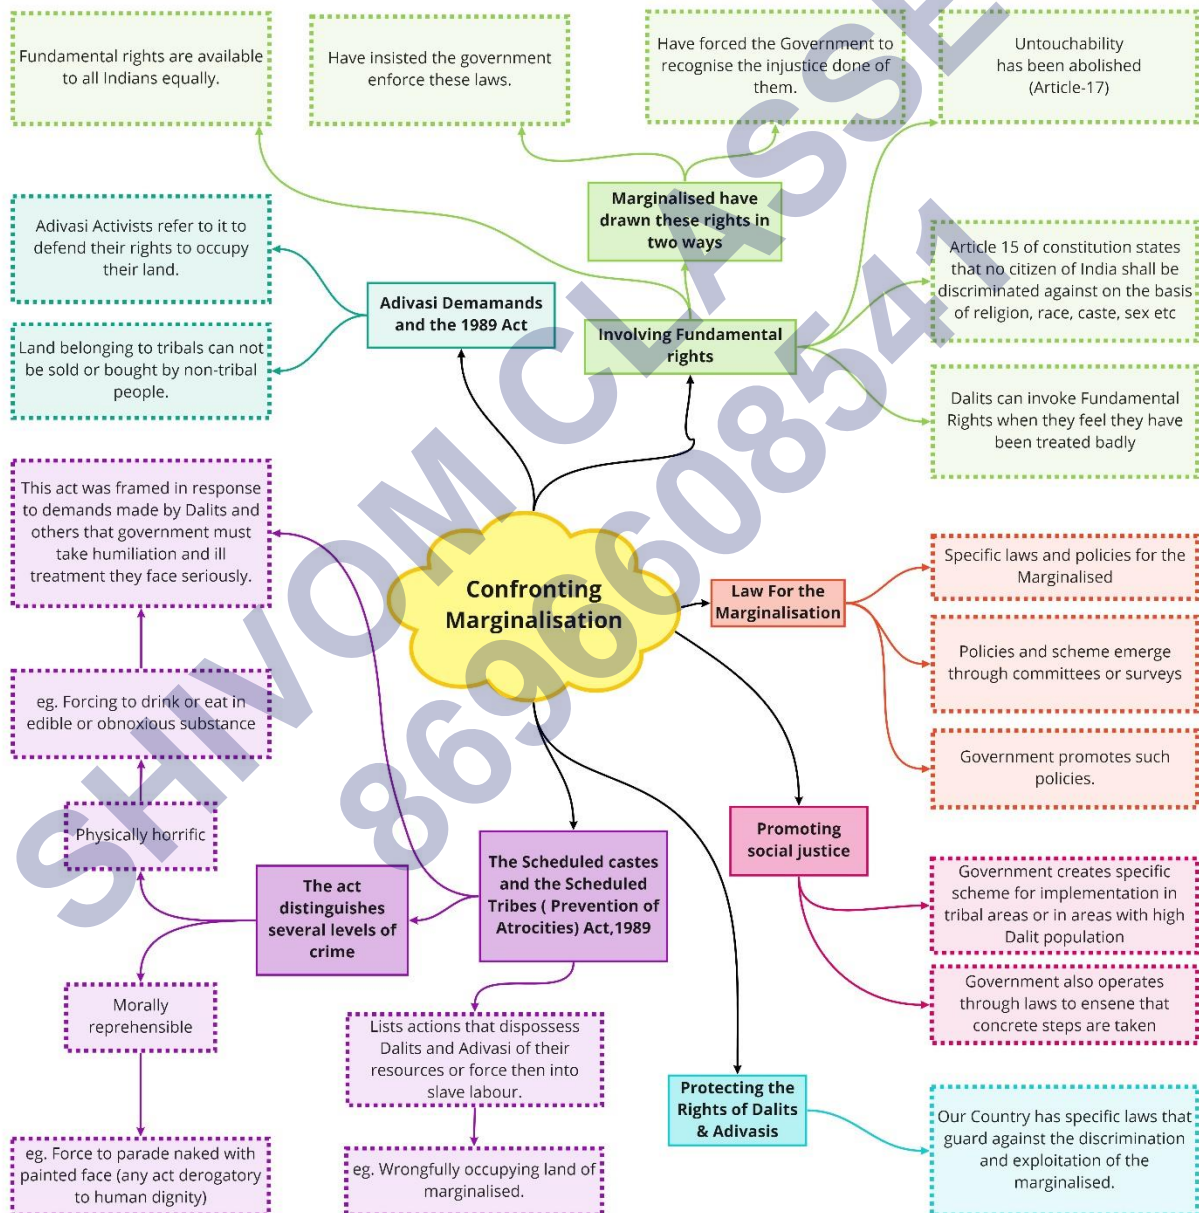 Fundamental rights are available
to all Indians equally.
Have insisted the government
enforce these laws.
Have forced the Government to
recognise the injustice done of
them.
Untouchability
has been abolished
(Article-17)
Marginalised have
drawn these rights in
two ways
Adivasi Activists refer to it to
defend their rights to occupy
their land.
Land belonging to tribals can not
be sold or bought by non-tribal
people.
Adivasi Demamands
and the 1989 Act
Involving Fundamental
rights
Article 15 of constitution states
that no citizen of India shall be
discriminated against on the basis
of religion, race, caste, sex etc
Dalits can invoke Fundamental
Rights when they feel they have
been treated badly
This act was framed in response
to demands made by Dalits and
others that government must
take humiliation and ill
treatment they face seriously.
Confronting
Marginalisation
Law For the
Marginalisation
Specific laws and policies for the
Marginalised
Policies and scheme emerge
through committees or surveys
Government promotes such
policies.
eg. Forcing to drink or eat in
edible or obnoxious substance
Physically horrific
The act
distinguishes
several levels of
crime
The Scheduled castes
and the Scheduled
Tribes ( Prevention of
Atrocities) Act,1989
Promoting
social justice
Government creates specific
scheme for implementation in
tribal areas or in areas with high
Dalit population
Government also operates
through laws to ensene that
concrete steps are taken
Morally
reprehensible
Lists actions that dispossess
Dalits and Adivasi of their
resources or force then into
slave labour.
Protecting the
Rights of Dalits
& Adivasis
Our Country has specific laws that
guard against the discrimination
and exploitation of the
marginalised.
eg. Force to parade naked with
painted face (any act derogatory
to human dignity)
eg. Wrongfully occupying land of
marginalised.
SHIVOM CLASSE
8696608541